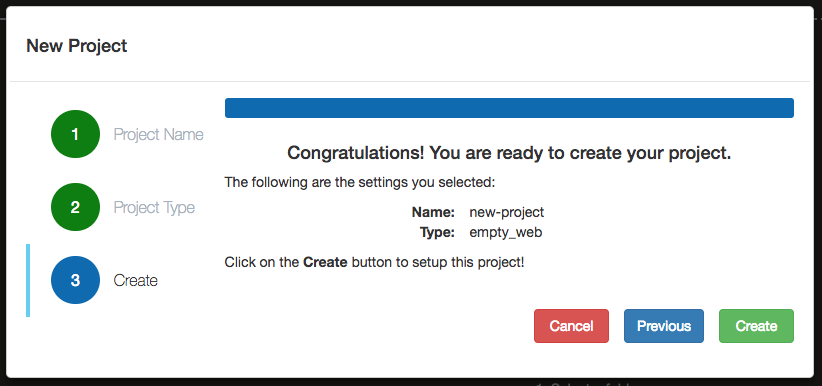 New Project
1 Project Name
2 Project Type
3 Create
Congratulations! You are ready to create your project.
The following are the settings you selected:
Name: new-project
Type: empty_web
Click on the Create button to setup this project!
Cancel Previous Create